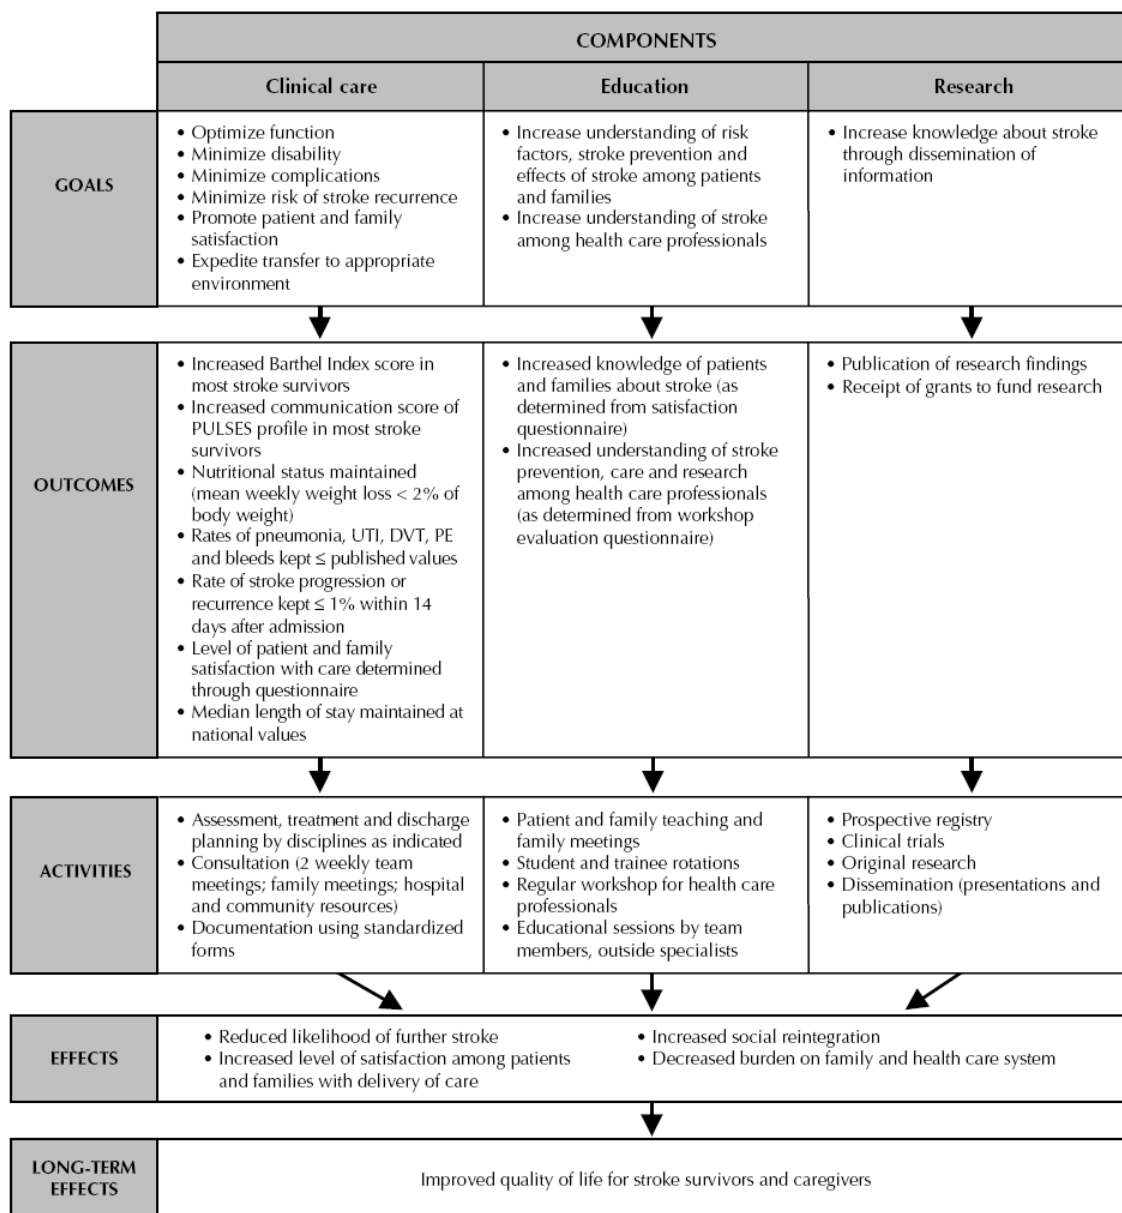 COMPONENTS
Clinical care
Education
Research
GOALS
• Optimize function
• Minimize disability
• Minimize complications
• Minimize risk of stroke recurrence
• Promote patient and family
satisfaction
• Expedite transfer to appropriate
environment
• Increase understanding of risk
factors, stroke prevention and
effects of stroke among patients
and families
• Increase understanding of stroke
among health care professionals
• Increase knowledge about stroke
through dissemination of
information
OUTCOMES
• Increased Barthel Index score in
most stroke survivors
• Increased communication score of
PULSES profile in most stroke
survivors
• Nutritional status maintained
(mean weekly weight loss < 2% of
body weight)
• Rates of pneumonia, UTI, DVT, PE
and bleeds kept ≤ published values
• Rate of stroke progression or
recurrence kept ≤ 1% within 14
days after admission
• Level of patient and family
satisfaction with care determined
through questionnaire
• Median length of stay maintained at
national values
• Increased knowledge of patients
and families about stroke (as
determined from satisfaction
questionnaire)
• Increased understanding of stroke
prevention, care and research
among health care professionals
(as determined from workshop
evaluation questionnaire)
• Publication of research findings
• Receipt of grants to fund research
ACTIVITIES
• Assessment, treatment and discharge
planning by disciplines as indicated
• Consultation (2 weekly team
meetings; family meetings; hospital
and community resources)
• Documentation using standardized
forms
• Patient and family teaching and
family meetings
• Student and trainee rotations
• Regular workshop for health care
professionals
• Educational sessions by team
members, outside specialists
• Prospective registry
• Clinical trials
• Original research
• Dissemination (presentations and
publications)
EFFECTS
• Reduced likelihood of further stroke
• Increased level of satisfaction among patients
and families with delivery of care
• Increased social reintegration
• Decreased burden on family and health care system
LONG-TERM
EFFECTS
Improved quality of life for stroke survivors and caregivers